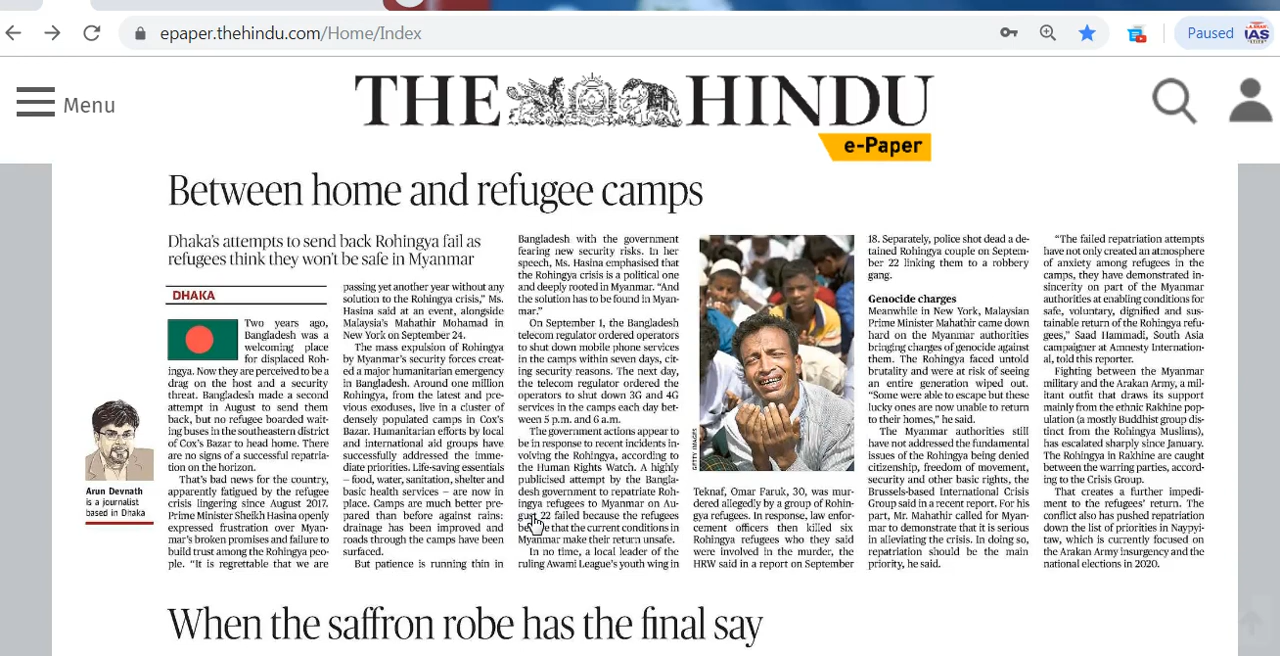 epaper.thehindu.com/Home/Index
Paused
IAS
Menu
THE HINDU
e-Paper
Between home and refugee camps
Dhaka's attempts to send back Rohingya fail as
refugees think they won't be safe in Myanmar
DHAKA
Arun Devnath
is a journalist
based in Dhaka
Two years ago,
Bangladesh was a
welcoming place
for displaced Roh-
ingya. Now they are perceived to be a
drag on the host and a security
threat. Bangladesh made a second
attempt in August to send them
back, but no refugee boarded wait-
ing buses in the southeastern district
of Cox's Bazar to head home. There
are no signs of a successful repatria-
tion on the horizon.
That's bad news for the country,
apparently fatigued by the refugee
crisis lingering since August 2017.
Prime Minister Sheikh Hasina openly
expressed frustration over Myan-
mar's broken promises and failure to
build trust among the Rohingya peo-
ple. "It is regrettable that we are
passing yet another year without any
solution to the Rohingya crisis," Ms.
Hasina said at an event, alongside
Malaysia's Mahathir Mohamad in
New York on September 24.
The mass expulsion of Rohingya
by Myanmar's security forces creat-
ed a major humanitarian emergency
in Bangladesh. Around one million
Rohingya, from the latest and pre-
vious exoduses, live in a cluster of
densely populated camps in Cox's
Bazar. Humanitarian efforts by local
and international aid groups have
successfully addressed the imme-
diate priorities. Life-saving essentials
– food, water, sanitation, shelter and
basic health services – are now in
place. Camps are much better pre-
pared than before against rains:
drainage has been improved and
roads through the camps have been
surfaced.
But patience is running thin in
Bangladesh with the government
fearing new security risks. In her
speech, Ms. Hasina emphasised that
the Rohingya crisis is a political one
and deeply rooted in Myanmar. "And
the solution has to be found in Myan-
mar."
On September 1, the Bangladesh
telecom regulator ordered operators
to shut down mobile phone services
in the camps within seven days, cit-
ing security reasons. The next day,
the telecom regulator ordered the
operators to shut down 3G and 4G
services in the camps each day bet-
ween 5 p.m. and 6 a.m.
The government actions appear to
be in response to recent incidents in-
volving the Rohingya, according to
the Human Rights Watch. A highly
publicised attempt by the Bangla-
desh government to repatriate Roh-
ingya refugees to Myanmar on Au-
gust 22 failed because the refugees
that the current conditions in
Myanmar make their return unsafe.
In no time, a local leader of the
ruling Awami League's youth wing in
GETTY IMAGES
Teknaf, Omar Faruk, 30, was mur-
dered allegedly by a group of Rohin-
gya refugees. In response, law enfor-
cement officers then killed six
Rohingya refugees who they said
were involved in the murder, the
HRW said in a report on September
18. Separately, police shot dead a de-
tained Rohingya couple on Septem-
ber 22 linking them to a robbery
gang.
Genocide charges
Meanwhile in New York, Malaysian
Prime Minister Mahathir came down
hard on the Myanmar authorities
bringing charges of genocide against
them. The Rohingya faced untold
brutality and were at risk of seeing
an entire generation wiped out.
"Some were able to escape but these
lucky ones are now unable to return
to their homes," he said.
The Myanmar authorities still
have not addressed the fundamental
issues of the Rohingya being denied
citizenship, freedom of movement,
security and other basic rights, the
Brussels-based International Crisis
Group said in a recent report. For his
part, Mr. Mahathir called for Myan-
mar to demonstrate that it is serious
in alleviating the crisis. In doing so,
repatriation should be the main
priority, he said.
"The failed repatriation attempts
have not only created an atmosphere
of anxiety among refugees in the
camps, they have demonstrated in-
sincerity on part of the Myanmar
authorities at enabling conditions for
safe, voluntary, dignified and sus-
tainable return of the Rohingya refu-
gees," Saad Hammadi, South Asia
campaigner at Amnesty Internation-
al, told this reporter.
Fighting between the Myanmar
military and the Arakan Army, a mil-
itant outfit that draws its support
mainly from the ethnic Rakhine pop-
ulation (a mostly Buddhist group dis-
tinct from the Rohingya Muslims),
has escalated sharply since January.
The Rohingya in Rakhine are caught
between the warring parties, accord-
ing to the Crisis Group.
That creates a further impedi-
ment to the refugees' return. The
conflict also has pushed repatriation
down the list of priorities in Naypyi-
taw, which is currently focused on
the Arakan Army insurgency and the
national elections in 2020.
When the saffron robe has the final say